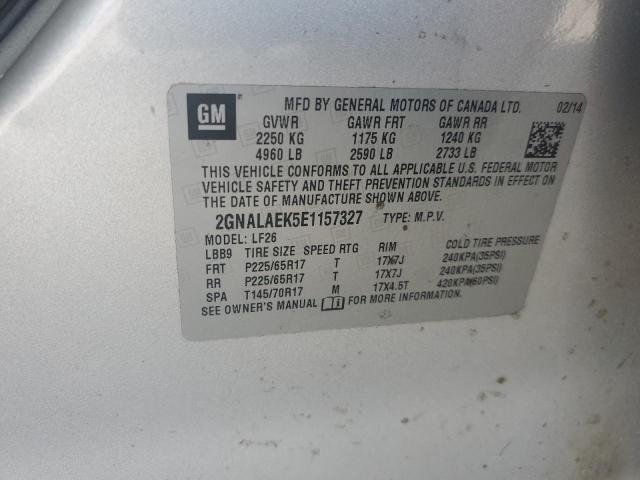 GM MFD BY GENERAL MOTORS OF CANADA LTD. 02/14
GVWR GAWR FRT GAWR RR
2250 KG 1175 KG 1240 KG
4960 LB 2590 LB 2733 LB
THIS VEHICLE CONFORMS TO ALL APPLICABLE U.S. FEDERAL MOTOR
VEHICLE SAFETY AND THEFT PREVENTION STANDARDS IN EFFECT ON
THE DATE OF MANUFACTURE SHOWN ABOVE.
2GNALAEK5E1157327 TYPE: M.P.V.
MODEL: LF26
LBB9 TIRE SIZE SPEED RTG RIM COLD TIRE PRESSURE
FRT P225/65R17 T 17X7J 240KPA(35PSI)
RR P225/65R17 T 17X7J 240KPA(35PSI)
SPA T145/70R17 M 17X4.5T 420KPA(60PSI)
SEE OWNER'S MANUAL FOR MORE INFORMATION.